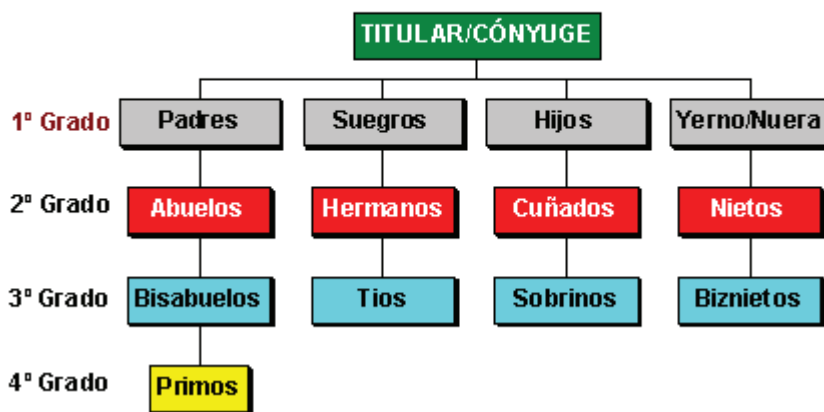 TITULAR/CÓNYUGE
1º Grado Padres Suegros Hijos Yerno/Nuera
2º Grado Abuelos Hermanos Cuñados Nietos
3º Grado Bisabuelos Tios Sobrinos Biznietos
4º Grado Primos